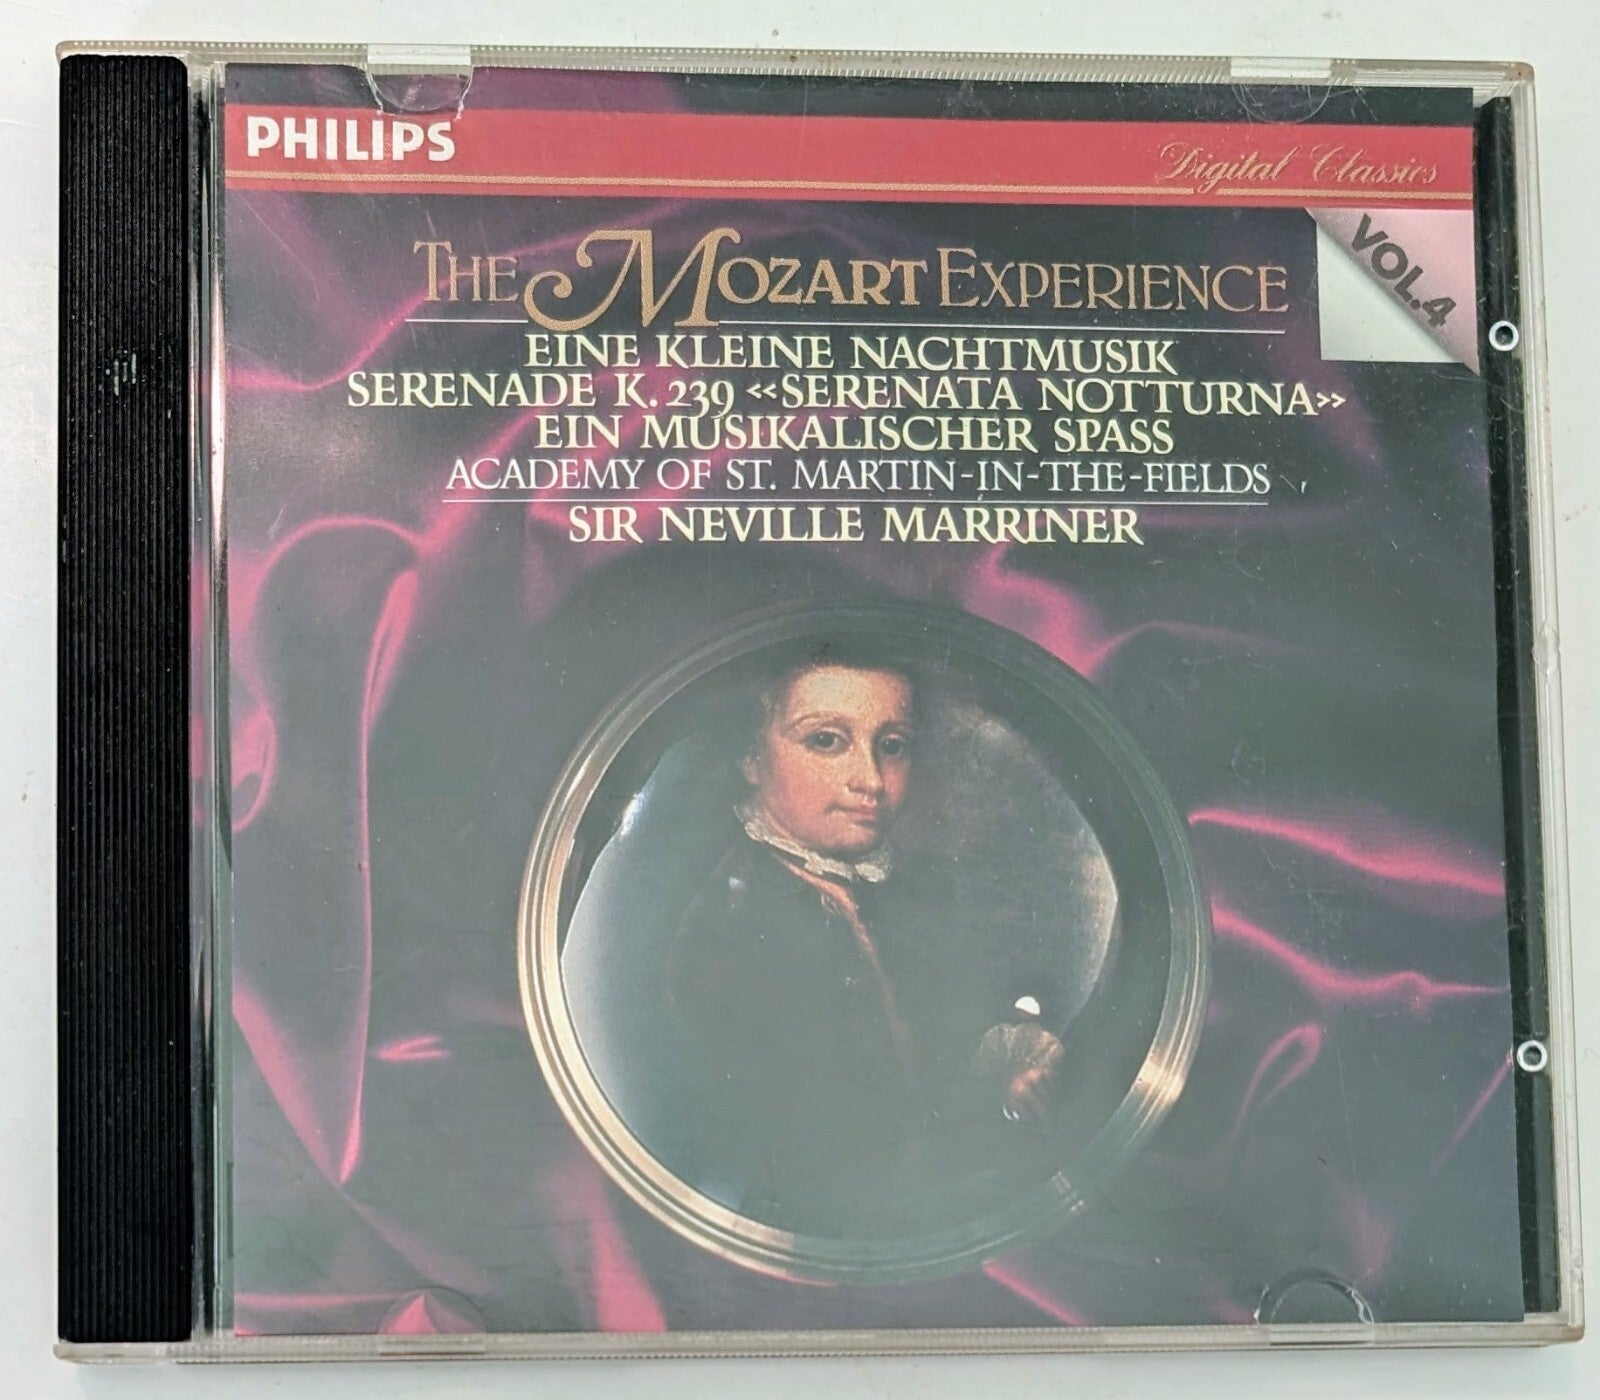 PHILIPS
Digital Classics
VOL.4
THE MOZART EXPERIENCE
EINE KLEINE NACHTMUSIK
SERENADE K. 239 «SERENATA NOTTURNA»
EIN MUSIKALISCHER SPASS
ACADEMY OF ST. MARTIN-IN-THE-FIELDS
SIR NEVILLE MARRINER